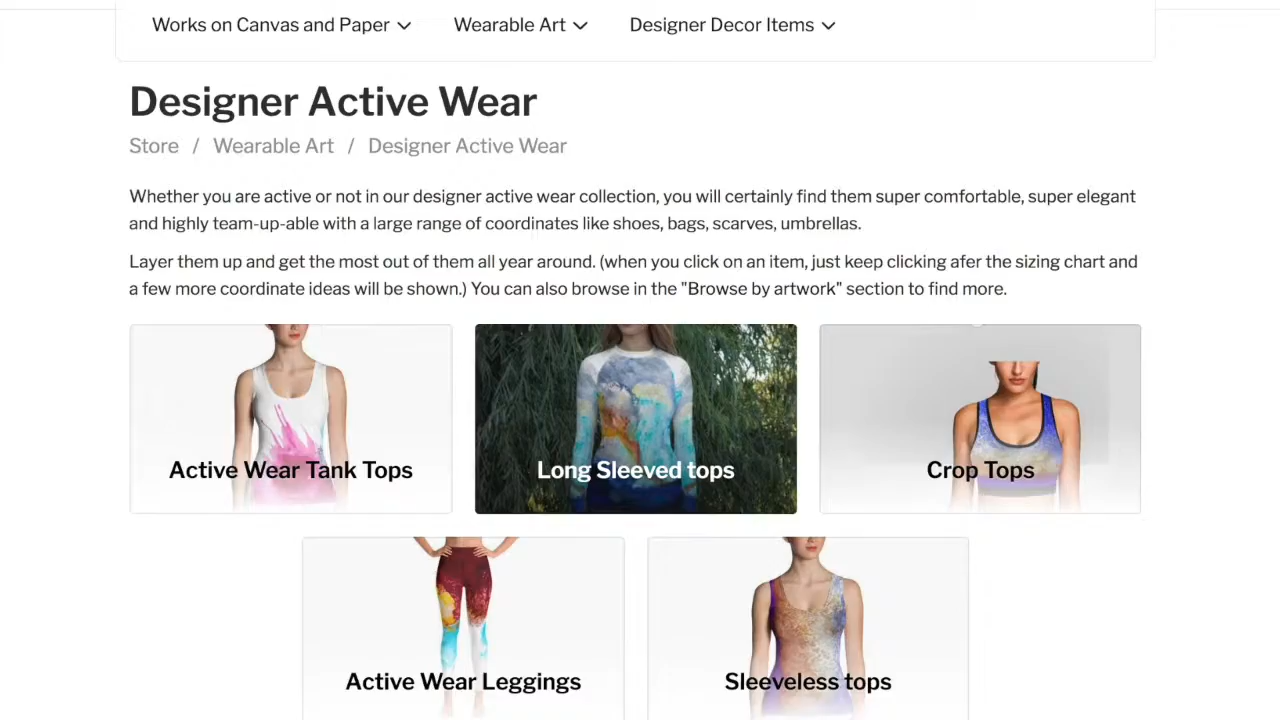 Works on Canvas and Paper Wearable Art Designer Decor Items
Designer Active Wear
Store / Wearable Art / Designer Active Wear
Whether you are active or not in our designer active wear collection, you will certainly find them super comfortable, super elegant
and highly team-up-able with a large range of coordinates like shoes, bags, scarves, umbrellas.
Layer them up and get the most out of them all year around. (when you click on an item, just keep clicking afer the sizing chart and
a few more coordinate ideas will be shown.) You can also browse in the "Browse by artwork" section to find more.
Active Wear Tank Tops
Long Sleeved tops
Crop Tops
Active Wear Leggings
Sleeveless tops